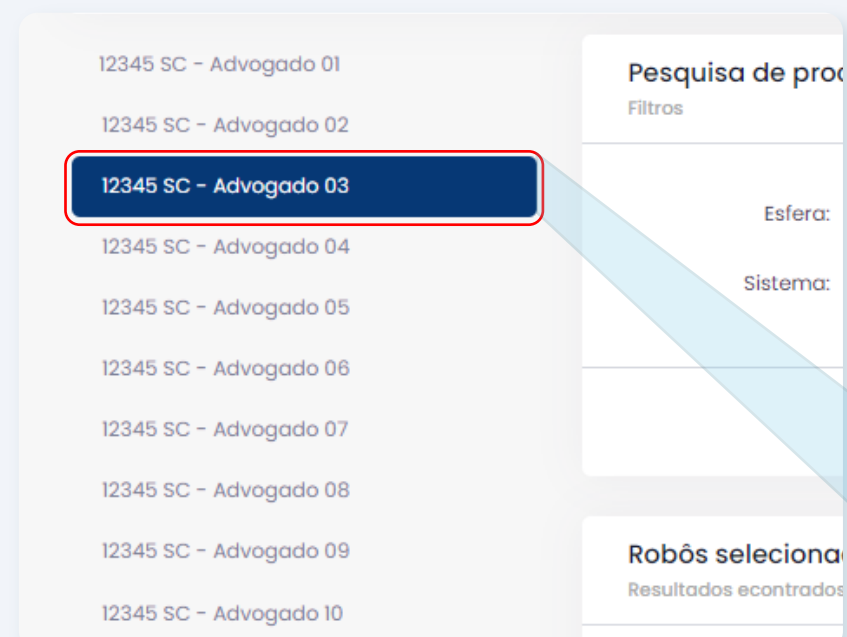 12345 SC - Advogado 01
12345 SC - Advogado 02
12345 SC - Advogado 03
12345 SC - Advogado 04
12345 SC - Advogado 05
12345 SC - Advogado 06
12345 SC - Advogado 07
12345 SC - Advogado 08
12345 SC - Advogado 09
12345 SC - Advogado 10
Pesquisa de
Filtros
Esfera:
Sistema:
Robôs
Resultados econtrados